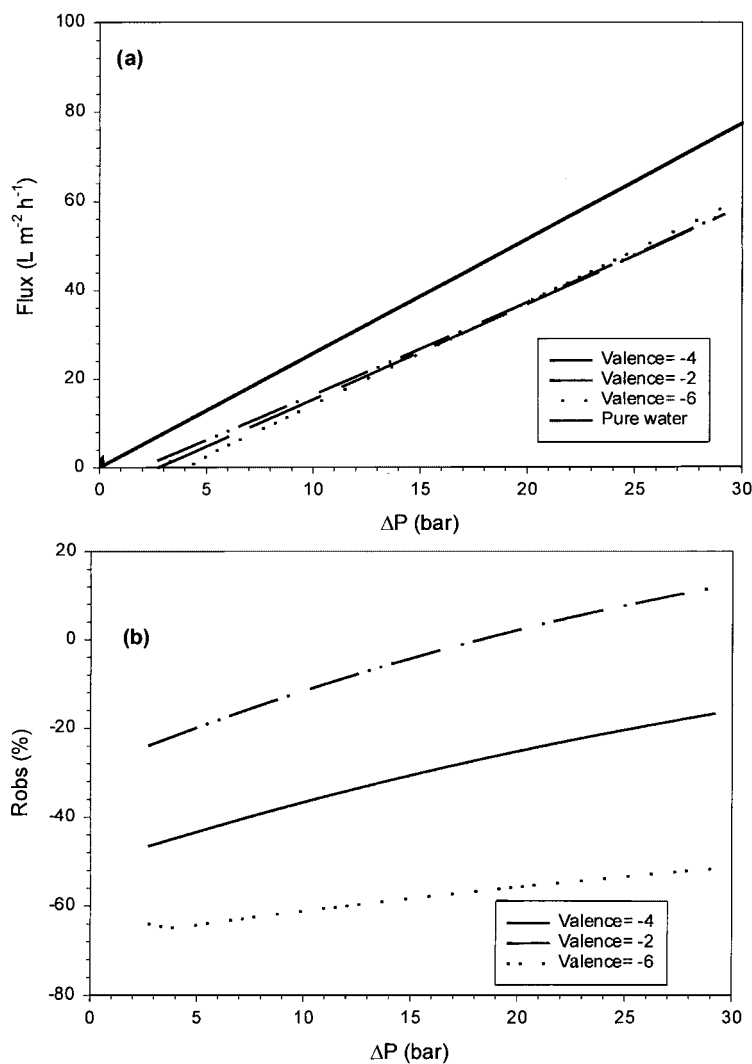 100
(a)
80
60
40
20
0
Flux (L m⁻² h⁻¹)
Valence= -4
Valence= -2
Valence= -6
Pure water
0 5 10 15 20 25 30
ΔP (bar)
20
(b)
0
-20
-40
-60
-80
Robs (%)
Valence= -4
Valence= -2
Valence= -6
0 5 10 15 20 25 30
ΔP (bar)